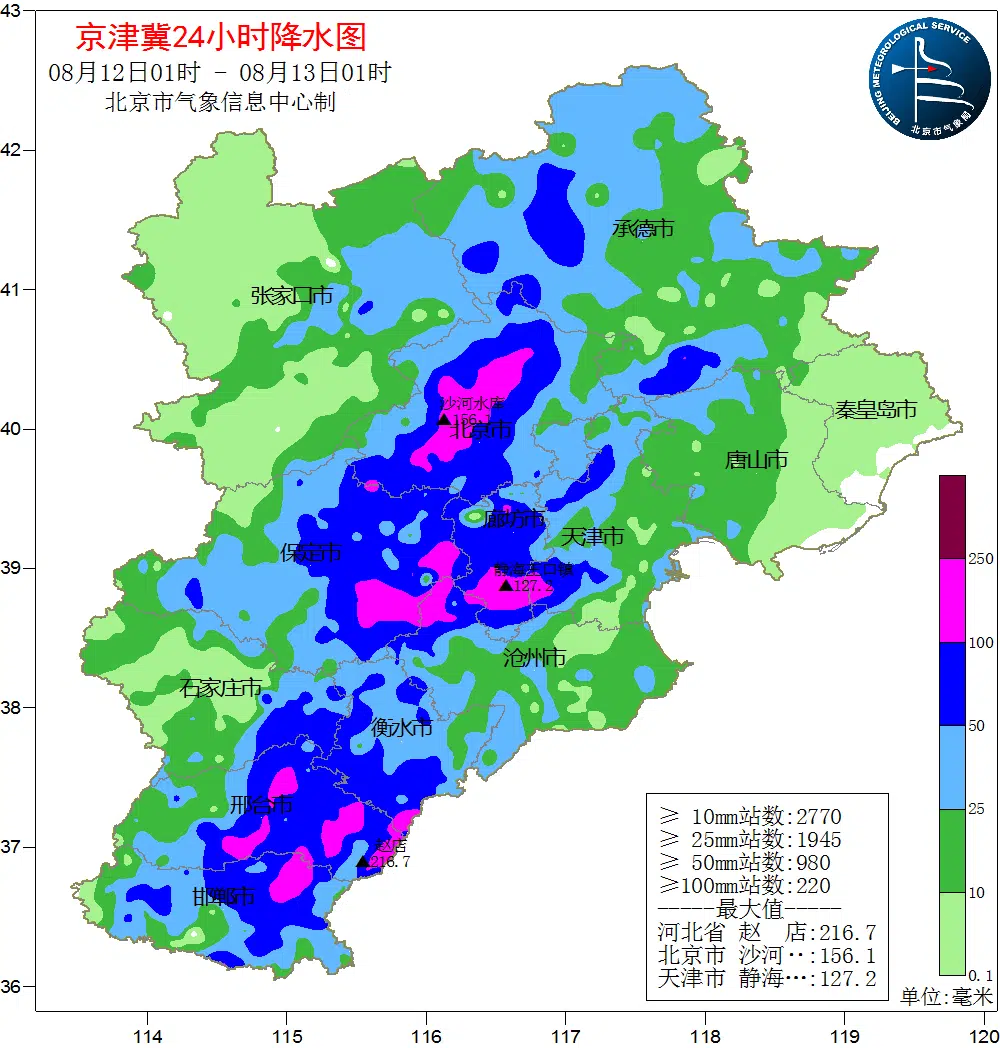 京津冀24小时降水图
08月12日01时 - 08月13日01时
北京市气象信息中心制
BEIJING METEOROLOGICAL SERVICE
北京市气象局
43
42
41
40
39
38
37
36
承德市
张家口市
沙河水库
▲156.1
北京市
秦皇岛市
唐山市
廊坊市
天津市
保定市
静海王口镇
▲127.2
沧州市
石家庄市
衡水市
邢台市
赵店
▲216.7
邯郸市
250
100
50
25
10
0.1
单位:毫米
≥ 10mm站数:2770
≥ 25mm站数:1945
≥ 50mm站数:980
≥100mm站数:220
-----最大值-----
河北省 赵 店:216.7
北京市 沙河··:156.1
天津市 静海…:127.2
114 115 116 117 118 119 120